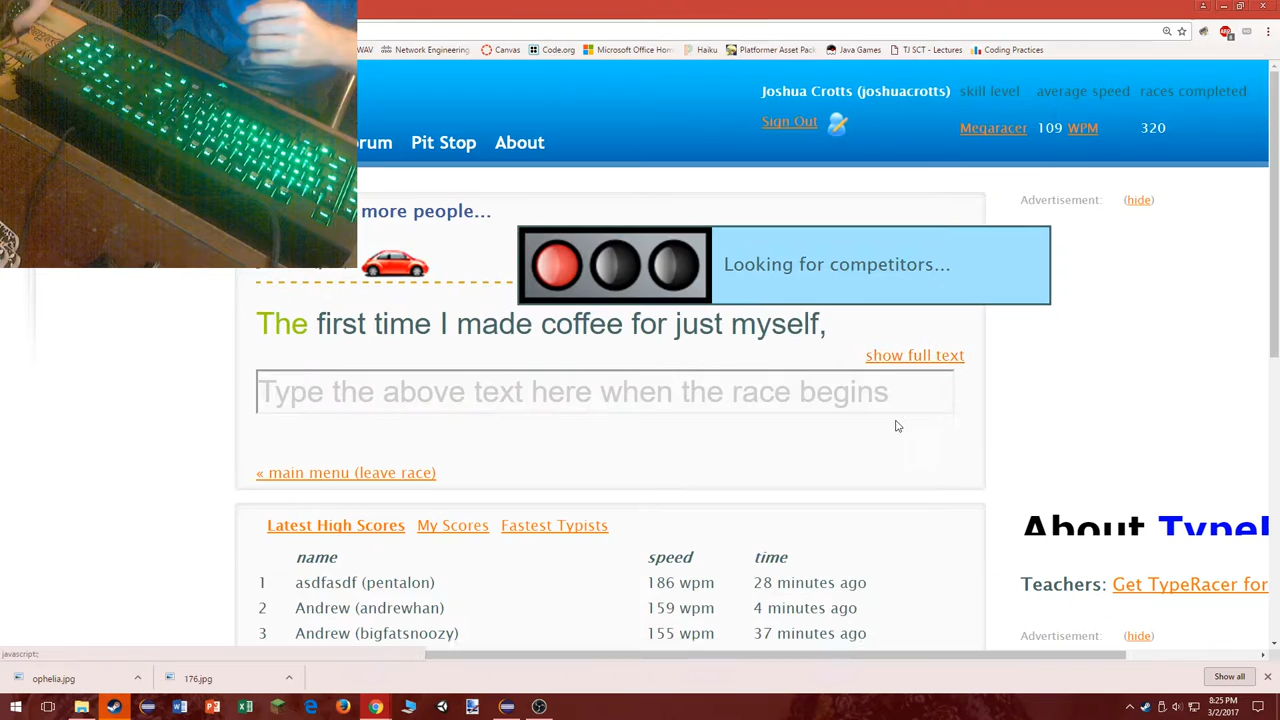 WAV Network Engineering Canvas Code.org Microsoft Office Hom Haiku Platformer Asset Pack Java Games TJ SCT - Lectures Coding Practices
Joshua Crotts (joshuacrotts) skill level average speed races completed
Sign Out Megaracer 109 WPM 320
orum Pit Stop About
Advertisement: (hide)
more people...
Looking for competitors...
The first time I made coffee for just myself,
show full text
Type the above text here when the race begins
« main menu (leave race)
Latest High Scores My Scores Fastest Typists
name speed time
1 asdfasdf (pentalon) 186 wpm 28 minutes ago
2 Andrew (andrewhan) 159 wpm 4 minutes ago
3 Andrew (bigfatsnoozy) 155 wpm 37 minutes ago
About TypeR
Teachers: Get TypeRacer for
Advertisement: (hide)
javascript:;
ophelia.jpg 176.jpg Show all
8:25 PM
3/2/2017